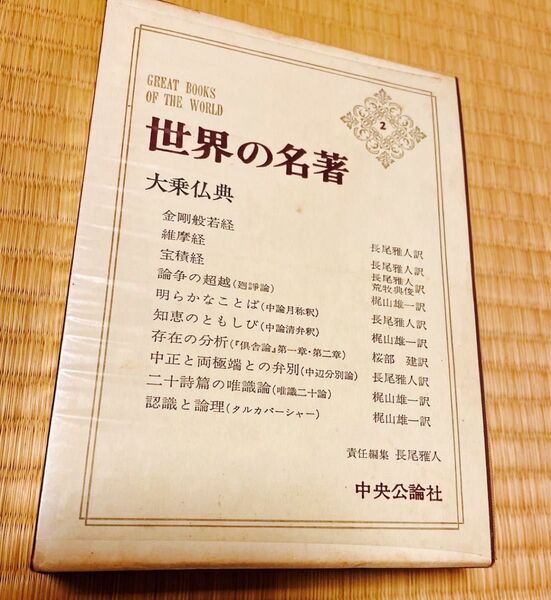 GREAT BOOKS
OF THE WORLD
2
世界の名著
大乗仏典
金剛般若経 長尾雅人訳
維摩経 長尾雅人訳
宝積経 長尾雅人 荒牧典俊訳
論争の超越(廻諍論) 梶山雄一訳
明らかなことば(中論月称釈) 長尾雅人訳
知恵のともしび(中論清弁釈) 梶山雄一訳
存在の分析(『倶舎論』第一章・第二章) 桜部 建訳
中正と両極端との弁別(中辺分別論) 長尾雅人訳
二十詩篇の唯識論(唯識二十論) 梶山雄一訳
認識と論理(タルカバーシャー) 梶山雄一訳
責任編集 長尾雅人
中央公論社